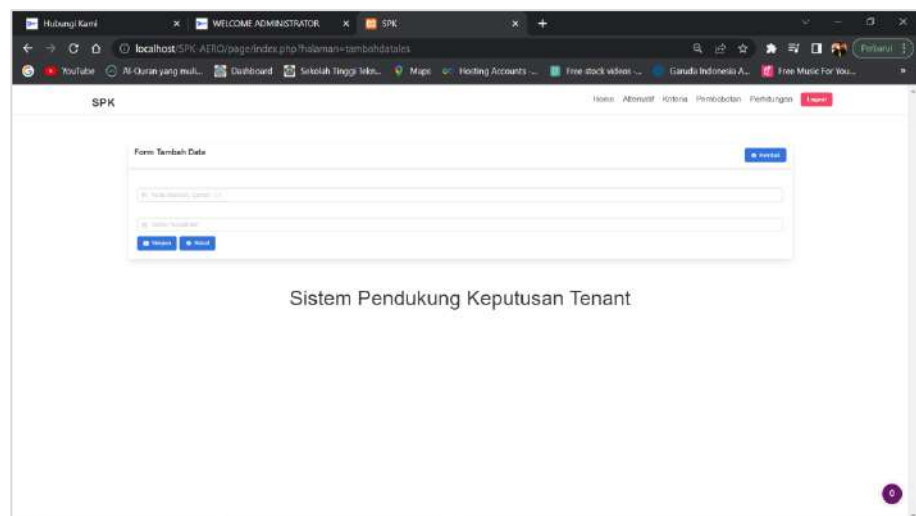 Hubungi Kami
WELCOME ADMINISTRATOR
SPK
localhost/SPK-AERO/page/index.php?halaman=tambahdatales
Perbarui
YouTube
Al-Quran yang mudi...
Dashboard
Sekolah Tinggi Tekn...
Maps
Hosting Accounts -...
Free stock videos -...
Garuda Indonesia A...
Free Music For You...
SPK
Home Alternatif Kriteria Pembobotan Perhitungan Logout
Form Tambah Data
Kembali
Simpan
Sistem Pendukung Keputusan Tenant
0